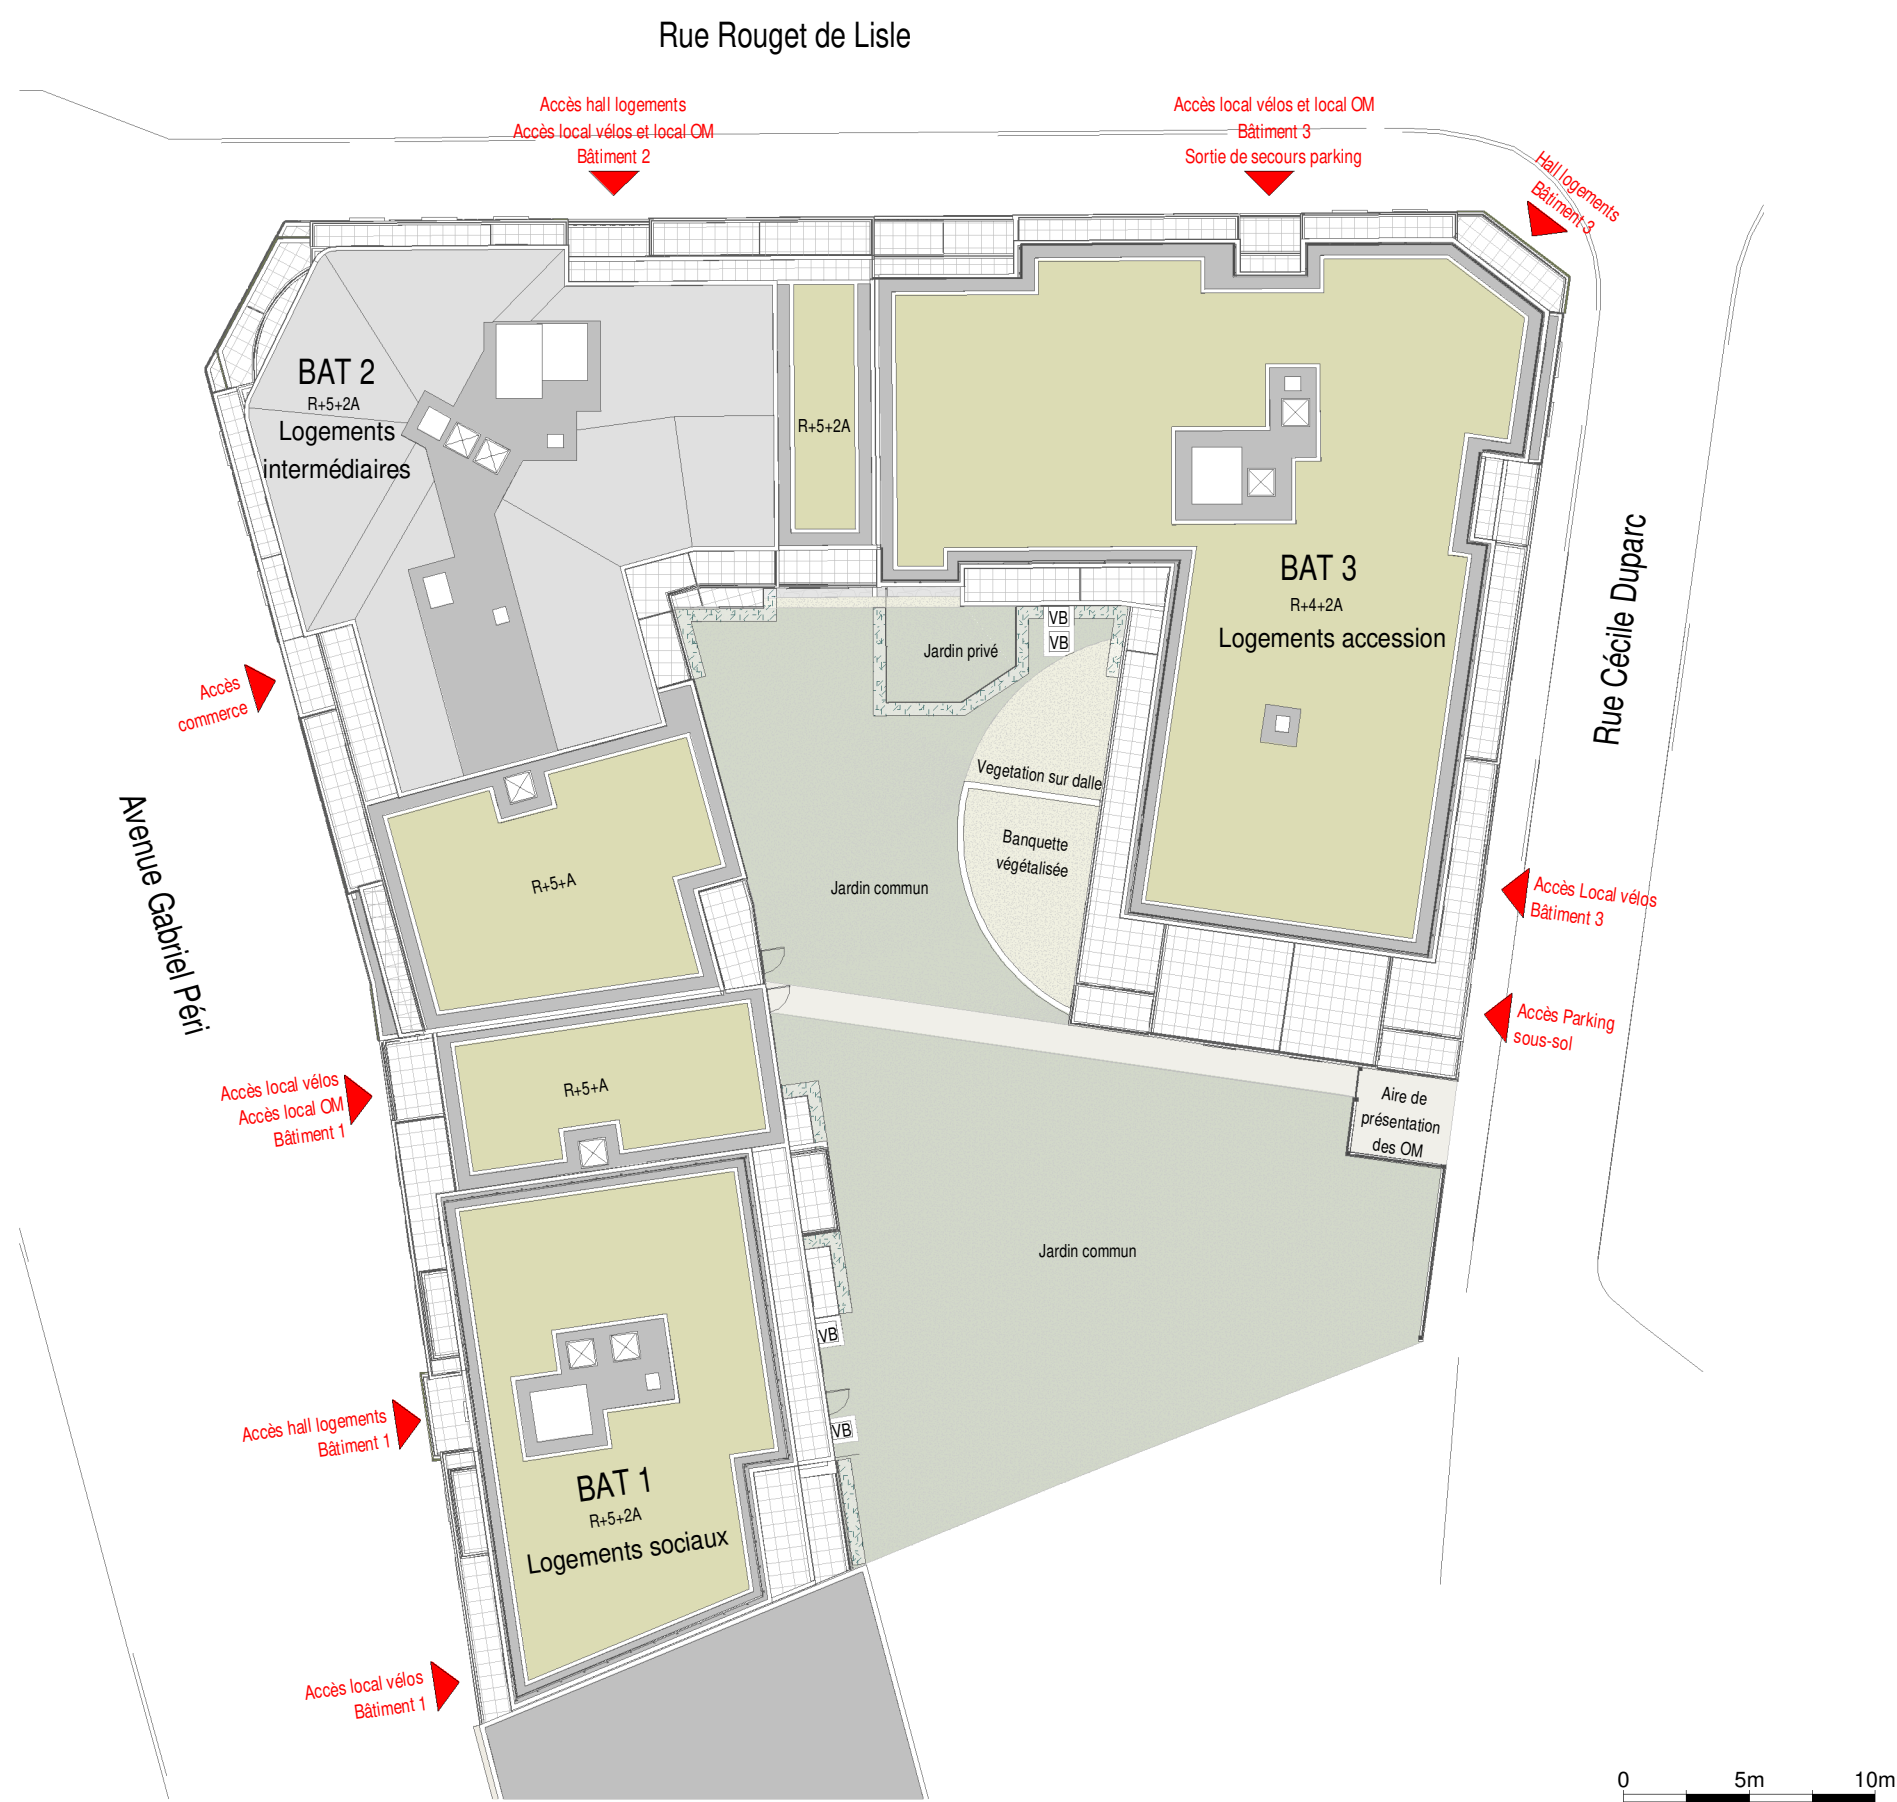 Rue Rouget de Lisle
Accès hall logements
Accès local vélos et local OM
Bâtiment 2
Accès local vélos et local OM
Bâtiment 3
Sortie de secours parking
Hall logements
Bâtiment 3
BAT 2
R+5+2A
Logements
intermédiaires
R+5+2A
BAT 3
R+4+2A
Logements accession
Rue Cécile Duparc
Jardin privé
VB
VB
Accès
commerce
Vegetation sur dalle
Banquette
végétalisée
Avenue Gabriel Péri
R+5+A
Jardin commun
Accès Local vélos
Bâtiment 3
Accès Parking
sous-sol
Accès local vélos
Accès local OM
Bâtiment 1
R+5+A
Aire de
présentation
des OM
Jardin commun
VB
VB
Accès hall logements
Bâtiment 1
BAT 1
R+5+2A
Logements sociaux
Accès local vélos
Bâtiment 1
0 5m 10m